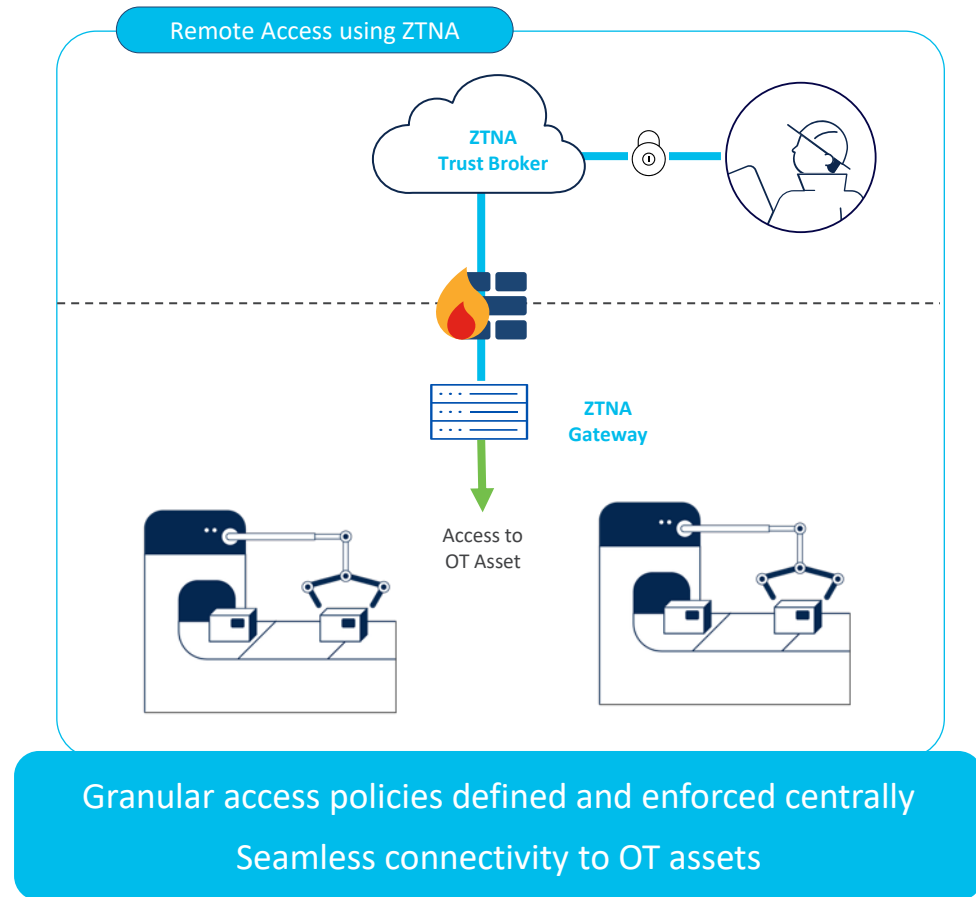 Remote Access using ZTNA
ZTNA
Trust Broker
ZTNA
Gateway
Access to
OT Asset
Granular access policies defined and enforced centrally
Seamless connectivity to OT assets